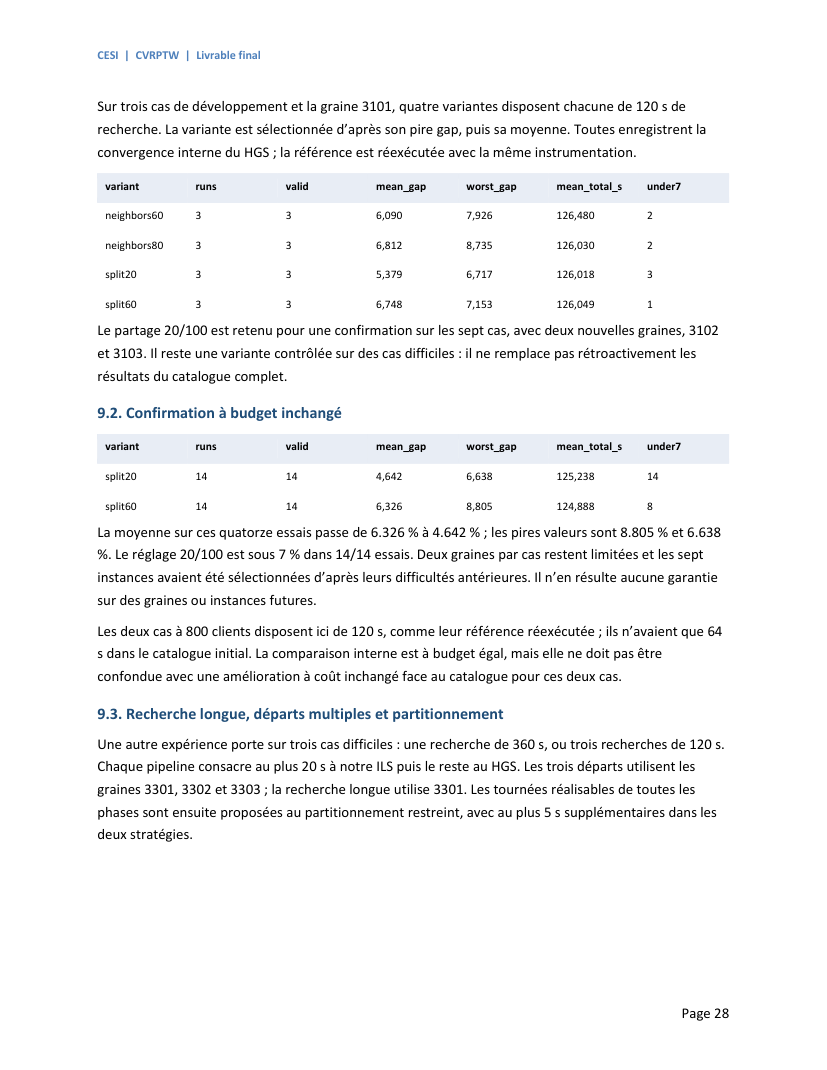 CESI | CVRPTW | Livrable final
Sur trois cas de développement et la graine 3101, quatre variantes disposent chacune de 120 s de
recherche. La variante est sélectionnée d’après son pire gap, puis sa moyenne. Toutes enregistrent la
convergence interne du HGS ; la référence est réexécutée avec la même instrumentation.
variant runs valid mean_gap worst_gap mean_total_s under7
neighbors60 3 3 6,090 7,926 126,480 2
neighbors80 3 3 6,812 8,735 126,030 2
split20 3 3 5,379 6,717 126,018 3
split60 3 3 6,748 7,153 126,049 1
Le partage 20/100 est retenu pour une confirmation sur les sept cas, avec deux nouvelles graines, 3102
et 3103. Il reste une variante contrôlée sur des cas difficiles : il ne remplace pas rétroactivement les
résultats du catalogue complet.
9.2. Confirmation à budget inchangé
variant runs valid mean_gap worst_gap mean_total_s under7
split20 14 14 4,642 6,638 125,238 14
split60 14 14 6,326 8,805 124,888 8
La moyenne sur ces quatorze essais passe de 6.326 % à 4.642 % ; les pires valeurs sont 8.805 % et 6.638
%. Le réglage 20/100 est sous 7 % dans 14/14 essais. Deux graines par cas restent limitées et les sept
instances avaient été sélectionnées d’après leurs difficultés antérieures. Il n’en résulte aucune garantie
sur des graines ou instances futures.
Les deux cas à 800 clients disposent ici de 120 s, comme leur référence réexécutée ; ils n’avaient que 64
s dans le catalogue initial. La comparaison interne est à budget égal, mais elle ne doit pas être
confondue avec une amélioration à coût inchangé face au catalogue pour ces deux cas.
9.3. Recherche longue, départs multiples et partitionnement
Une autre expérience porte sur trois cas difficiles : une recherche de 360 s, ou trois recherches de 120 s.
Chaque pipeline consacre au plus 20 s à notre ILS puis le reste au HGS. Les trois départs utilisent les
graines 3301, 3302 et 3303 ; la recherche longue utilise 3301. Les tournées réalisables de toutes les
phases sont ensuite proposées au partitionnement restreint, avec au plus 5 s supplémentaires dans les
deux stratégies.
Page 28